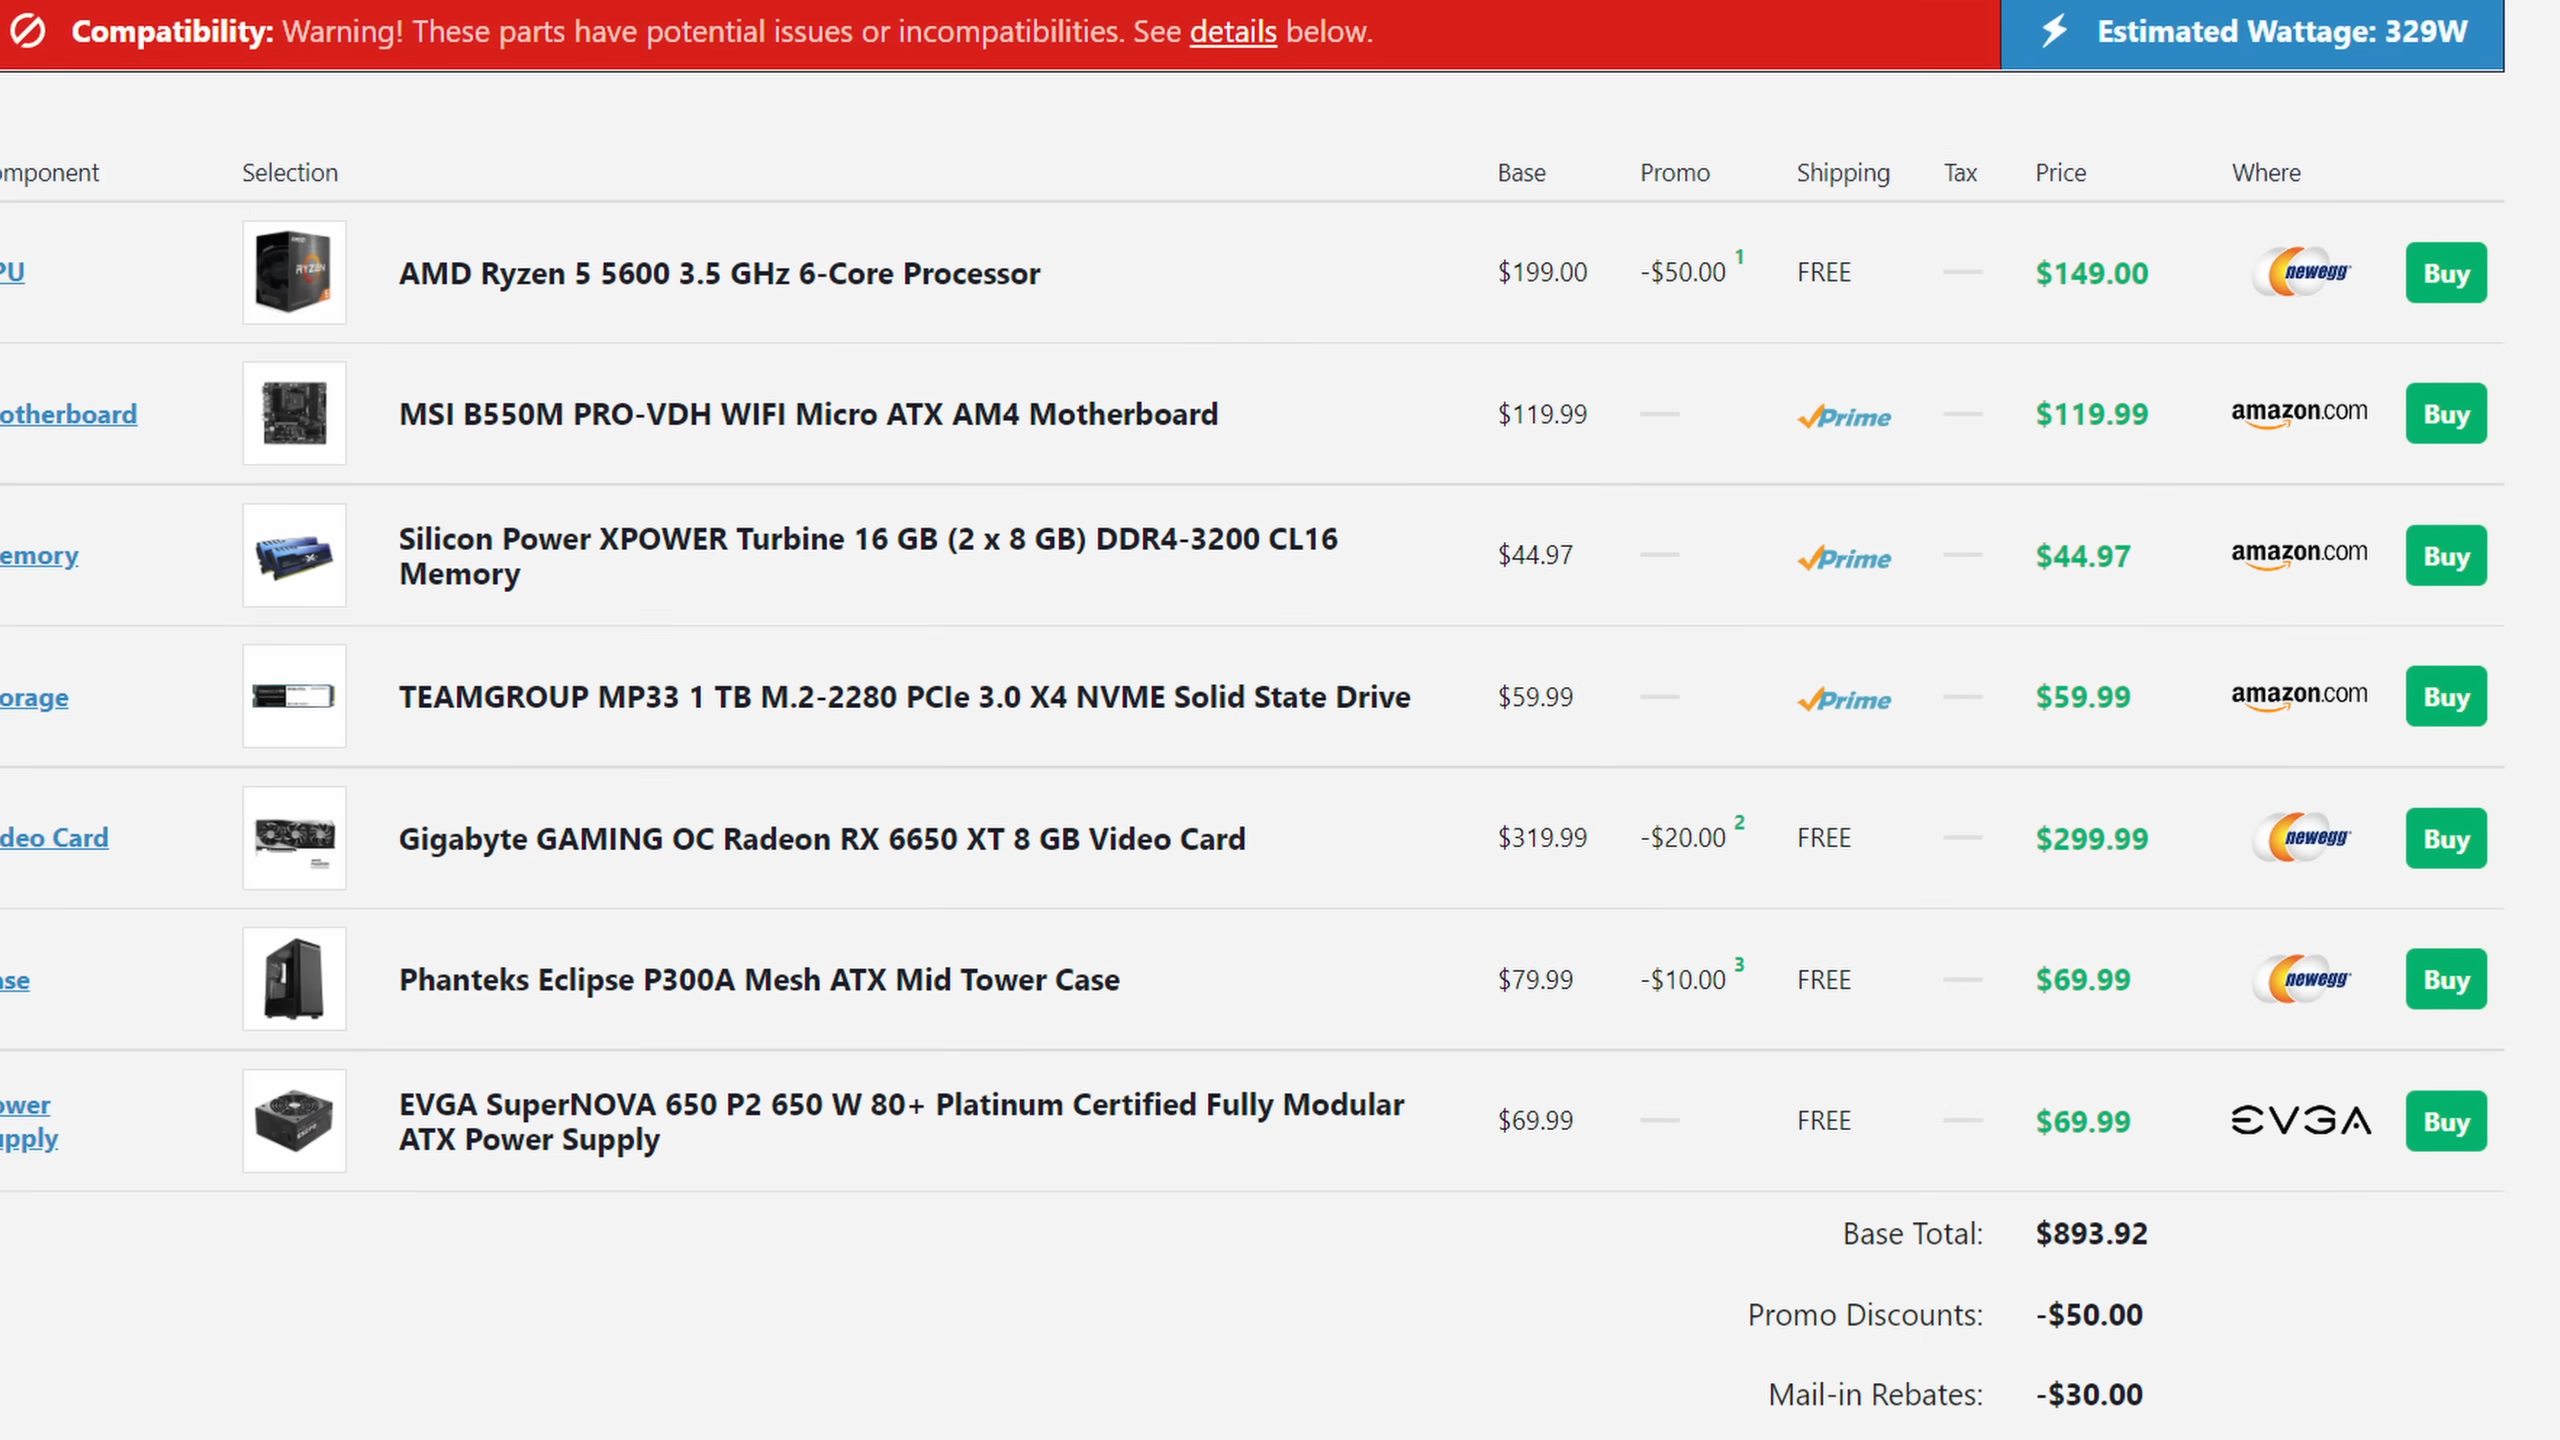 Compatibility: Warning! These parts have potential issues or incompatibilities. See details below.
Estimated Wattage: 329W
omponent Selection Base Promo Shipping Tax Price Where
PU AMD Ryzen 5 5600 3.5 GHz 6-Core Processor $199.00 -$50.00 1 FREE — $149.00 newegg Buy
otherboard MSI B550M PRO-VDH WIFI Micro ATX AM4 Motherboard $119.99 — Prime — $119.99 amazon.com Buy
emory Silicon Power XPOWER Turbine 16 GB (2 x 8 GB) DDR4-3200 CL16
Memory $44.97 — Prime — $44.97 amazon.com Buy
orage TEAMGROUP MP33 1 TB M.2-2280 PCIe 3.0 X4 NVME Solid State Drive $59.99 — Prime — $59.99 amazon.com Buy
deo Card Gigabyte GAMING OC Radeon RX 6650 XT 8 GB Video Card $319.99 -$20.00 2 FREE — $299.99 newegg Buy
ase Phanteks Eclipse P300A Mesh ATX Mid Tower Case $79.99 -$10.00 3 FREE — $69.99 newegg Buy
ower EVGA SuperNOVA 650 P2 650 W 80+ Platinum Certified Fully Modular
upply ATX Power Supply $69.99 — FREE — $69.99 EVGA Buy
Base Total: $893.92
Promo Discounts: -$50.00
Mail-in Rebates: -$30.00